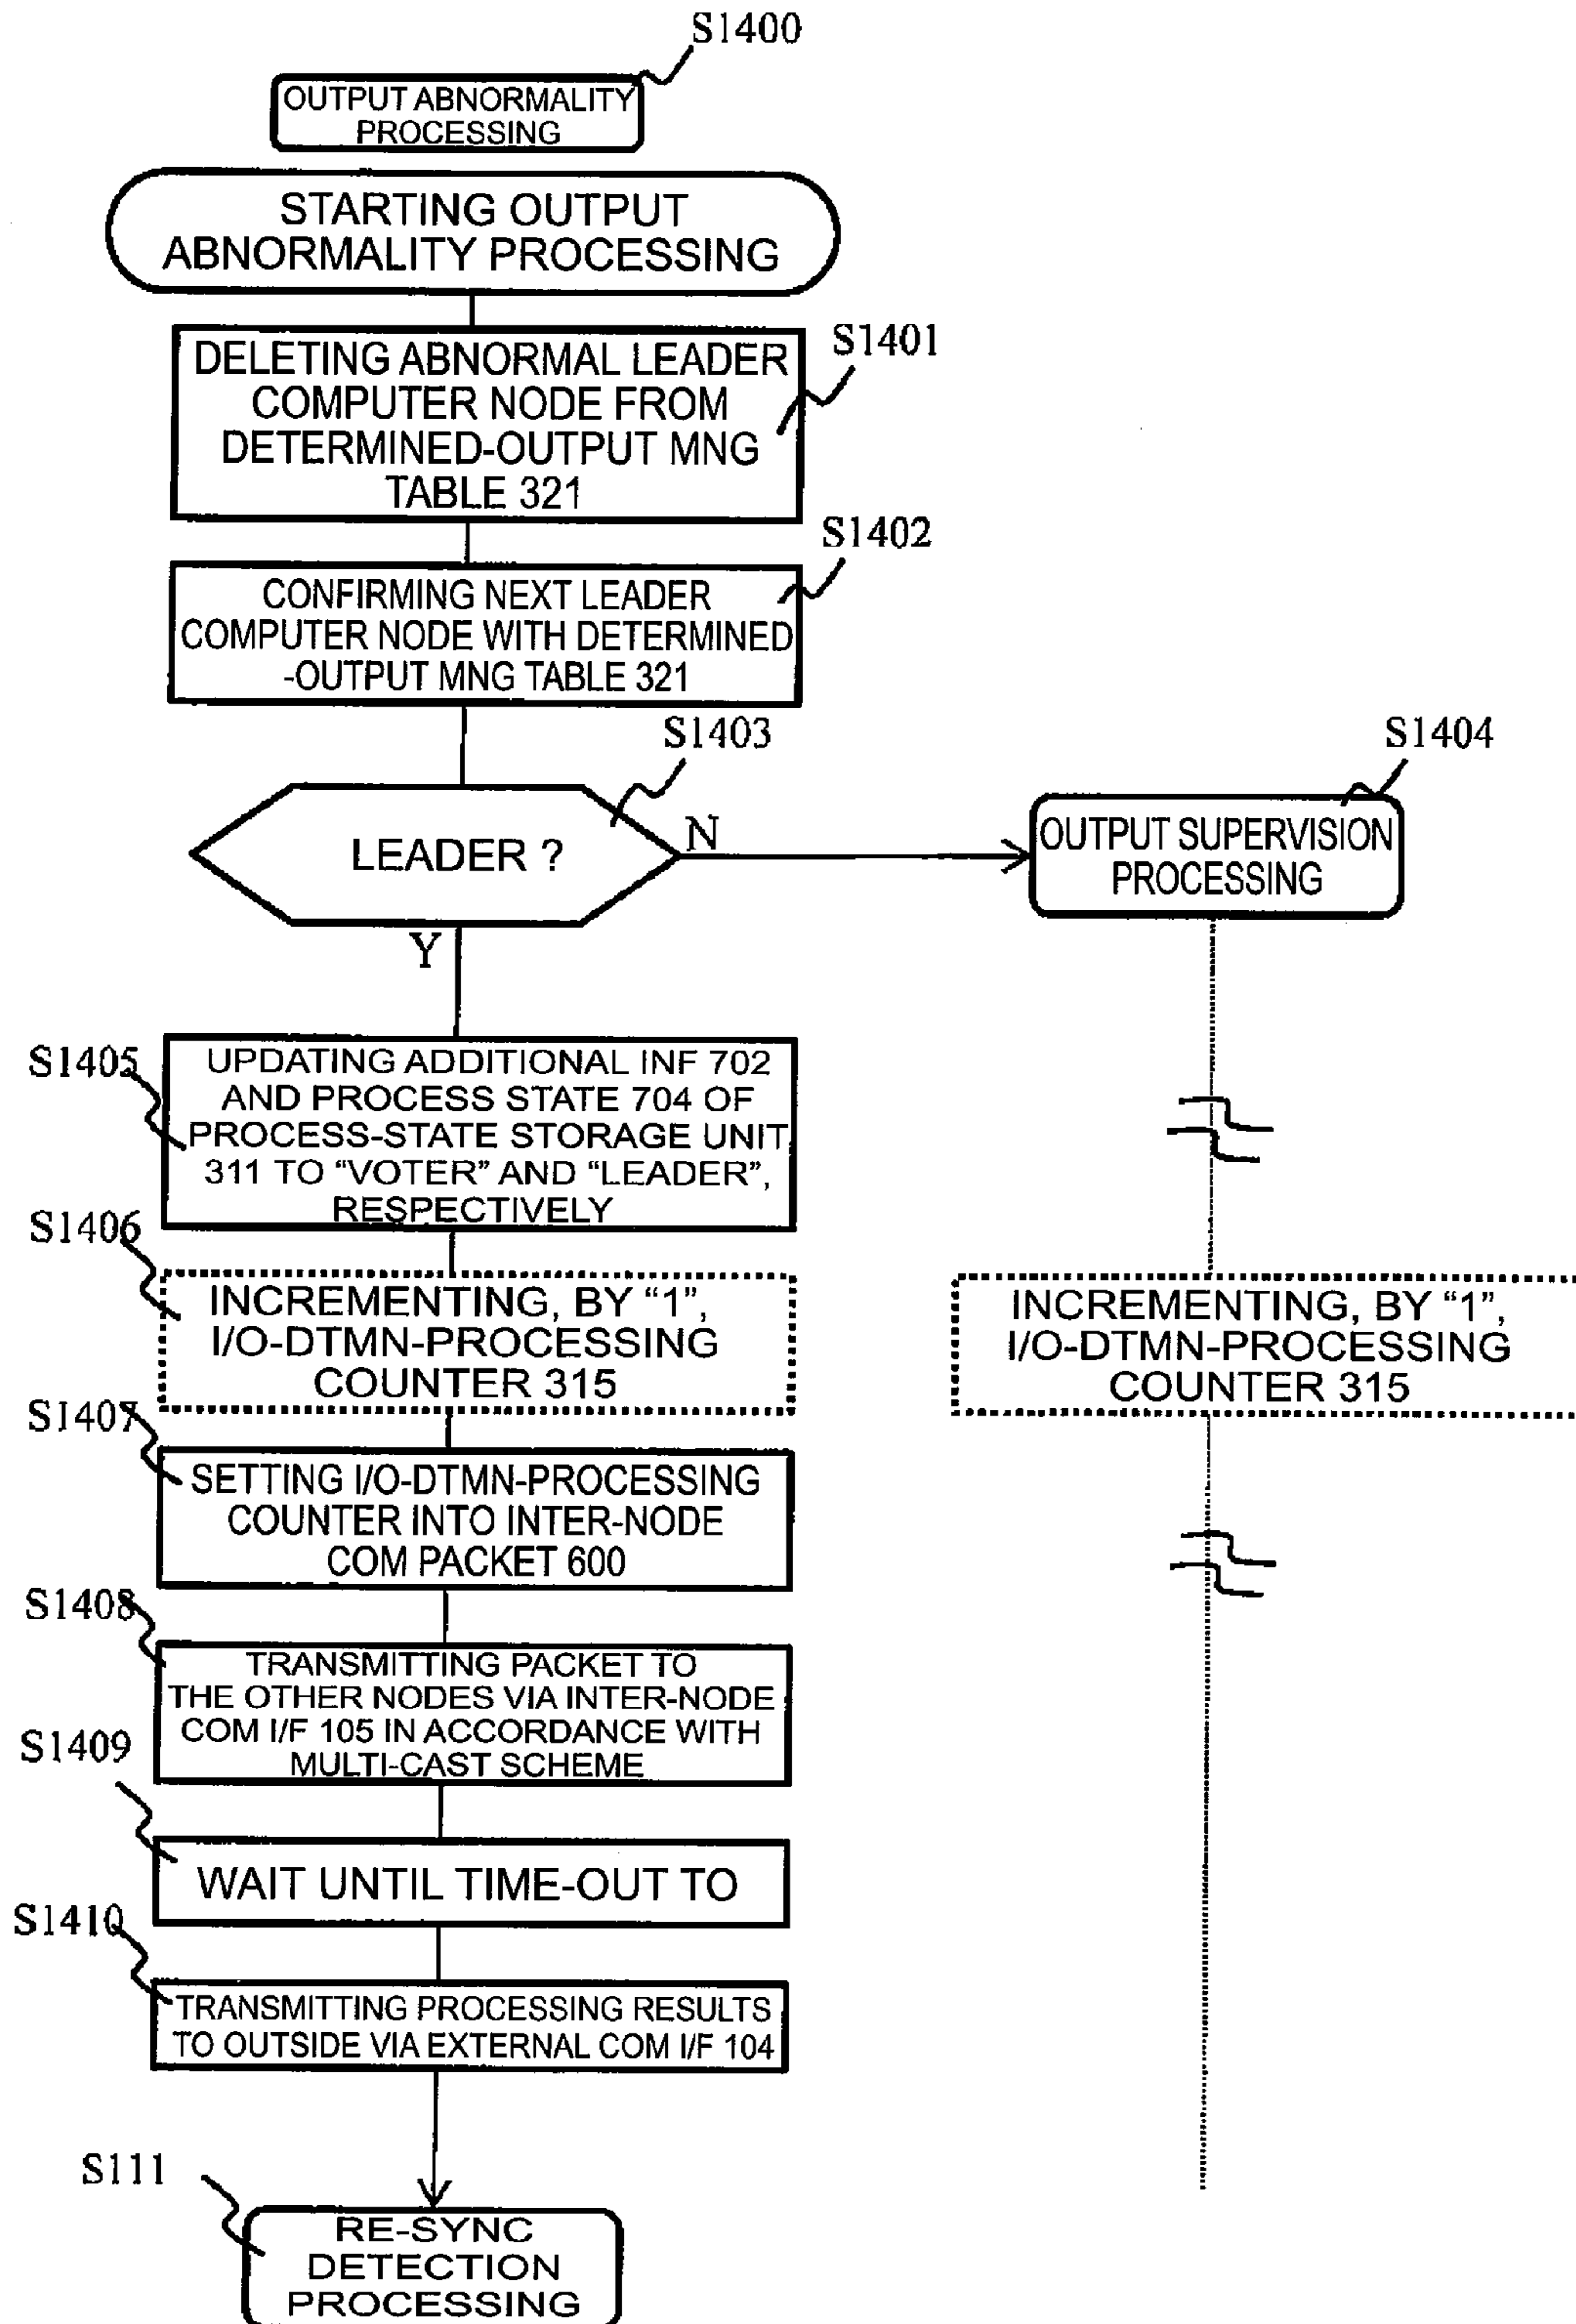 S1400
OUTPUT ABNORMALITY
PROCESSING
STARTING OUTPUT
ABNORMALITY PROCESSING
S1401
DELETING ABNORMAL LEADER
COMPUTER NODE FROM
DETERMINED-OUTPUT MNG
TABLE 321
S1402
CONFIRMING NEXT LEADER
COMPUTER NODE WITH DETERMINED
-OUTPUT MNG TABLE 321
S1403
LEADER ?
N
Y
S1404
OUTPUT SUPERVISION
PROCESSING
S1405
UPDATING ADDITIONAL INF 702
AND PROCESS STATE 704 OF
PROCESS-STATE STORAGE UNIT
311 TO “VOTER” AND “LEADER”,
RESPECTIVELY
S1406
INCREMENTING, BY “1”,
I/O-DTMN-PROCESSING
COUNTER 315
INCREMENTING, BY “1”,
I/O-DTMN-PROCESSING
COUNTER 315
S1407
SETTING I/O-DTMN-PROCESSING
COUNTER INTO INTER-NODE
COM PACKET 600
S1408
TRANSMITTING PACKET TO
THE OTHER NODES VIA INTER-NODE
COM I/F 105 IN ACCORDANCE WITH
MULTI-CAST SCHEME
S1409
WAIT UNTIL TIME-OUT TO
S1410
TRANSMITTING PROCESSING RESULTS
TO OUTSIDE VIA EXTERNAL COM I/F 104
S111
RE-SYNC
DETECTION
PROCESSING